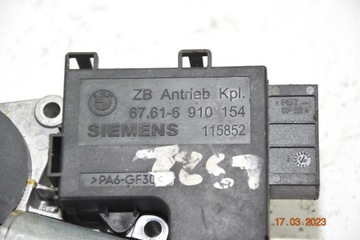 ZB Antrieb Kpl.
67.61-6 910 154
SIEMENS 115852
>PA6-GF30<
17.03.2023